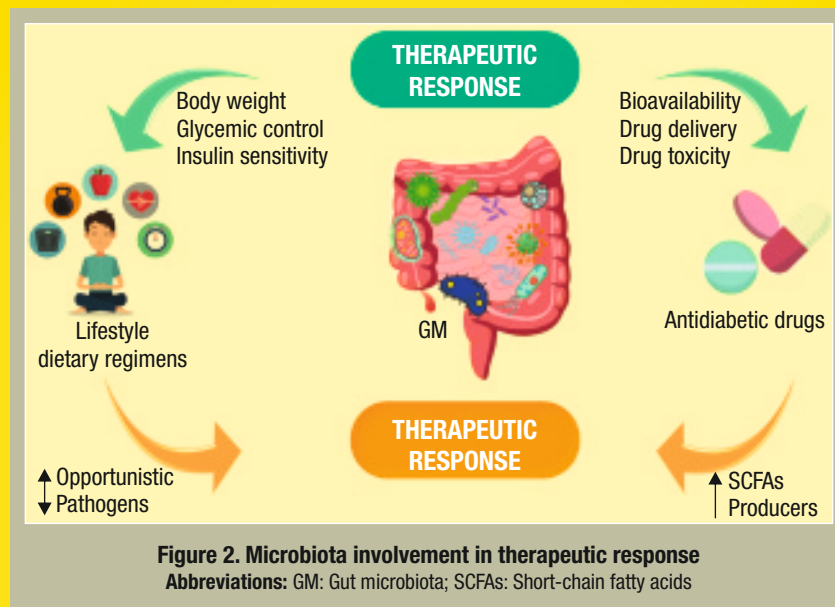 THERAPEUTIC
RESPONSE
Body weight
Glycemic control
Insulin sensitivity
Bioavailability
Drug delivery
Drug toxicity
Lifestyle
dietary regimens
GM
Antidiabetic drugs
THERAPEUTIC
RESPONSE
Opportunistic
Pathogens
SCFAs
Producers
Figure 2. Microbiota involvement in therapeutic response
Abbreviations: GM: Gut microbiota; SCFAs: Short-chain fatty acids